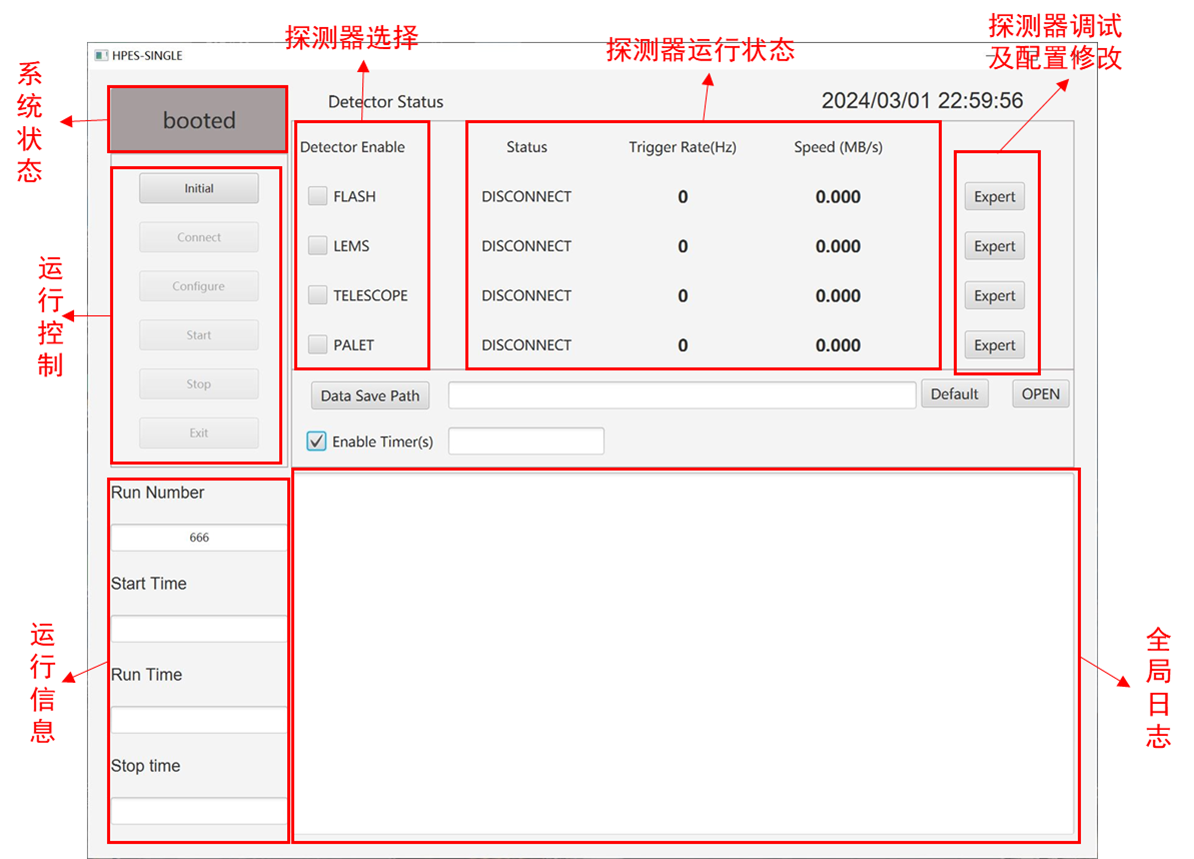 探测器调试
及配置修改
探测器选择
探测器运行状态
HPES-SINGLE
系统状态
booted
Detector Status
2024/03/01 22:59:56
Detector Enable
Status
Trigger Rate(Hz)
Speed (MB/s)
Initial
FLASH
DISCONNECT
0
0.000
Expert
Connect
LEMS
DISCONNECT
0
0.000
Expert
运行控制
Configure
TELESCOPE
DISCONNECT
0
0.000
Expert
Start
PALET
DISCONNECT
0
0.000
Expert
Stop
Data Save Path
Default
OPEN
Exit
Enable Timer(s)
Run Number
666
Start Time
运行信息
Run Time
Stop time
全局日志